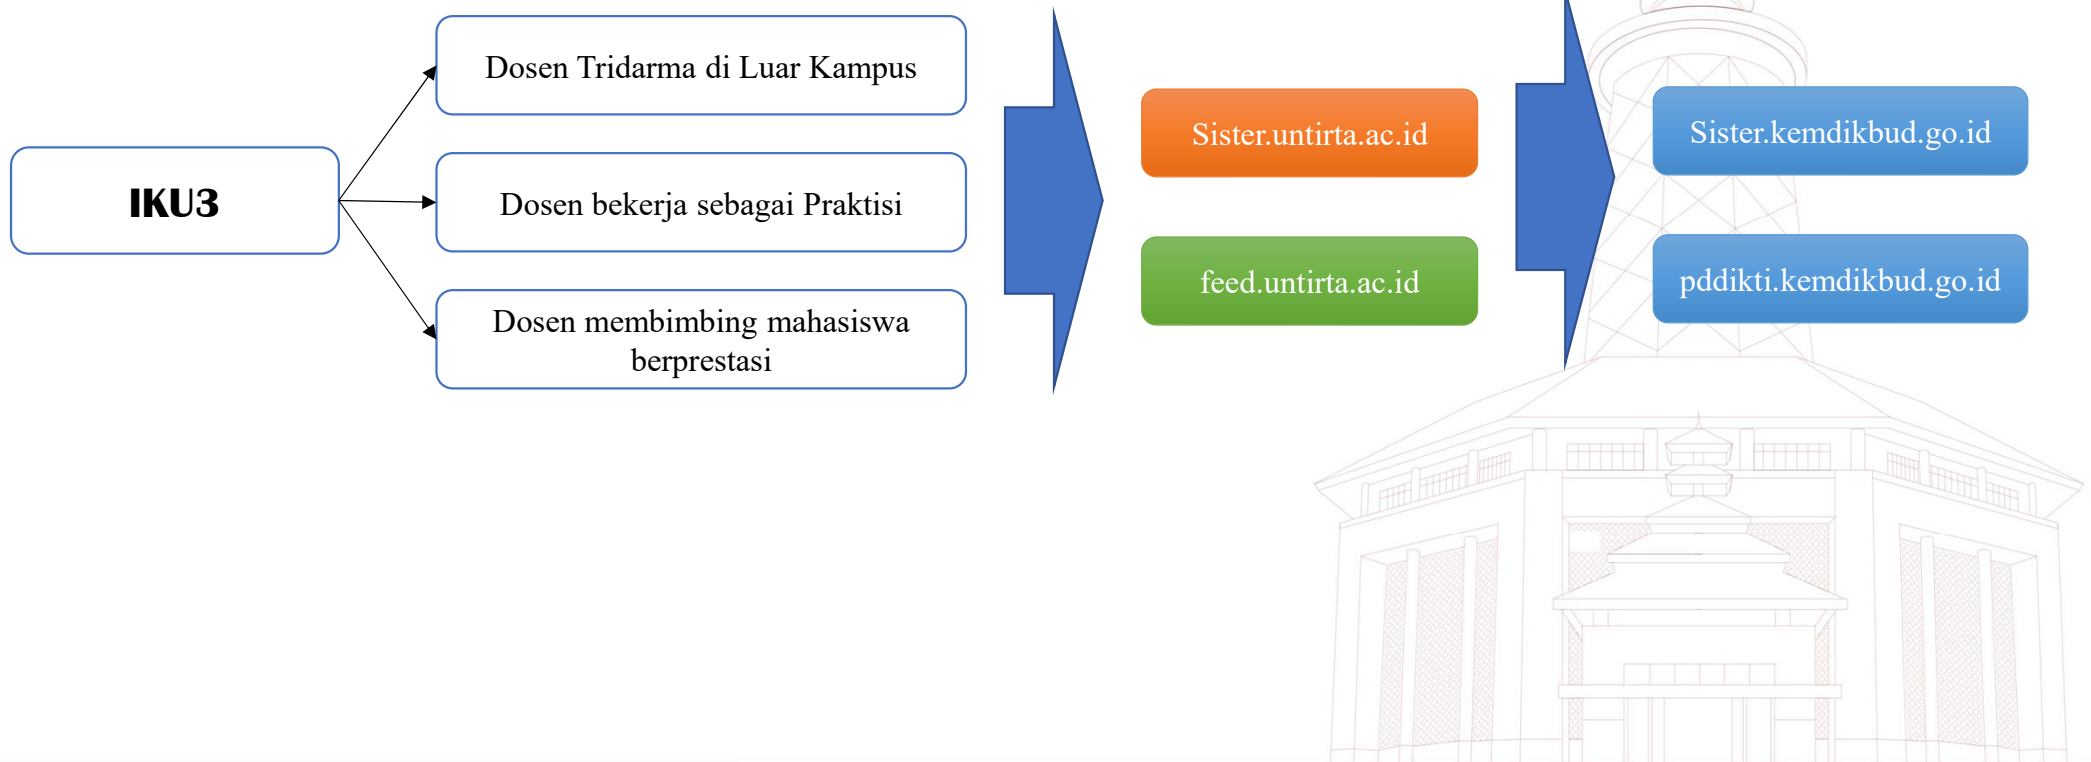 IKU3
Dosen Tridarma di Luar Kampus
Dosen bekerja sebagai Praktisi
Dosen membimbing mahasiswa
berprestasi
Sister.untirta.ac.id
feed.untirta.ac.id
Sister.kemdikbud.go.id
pddikti.kemdikbud.go.id